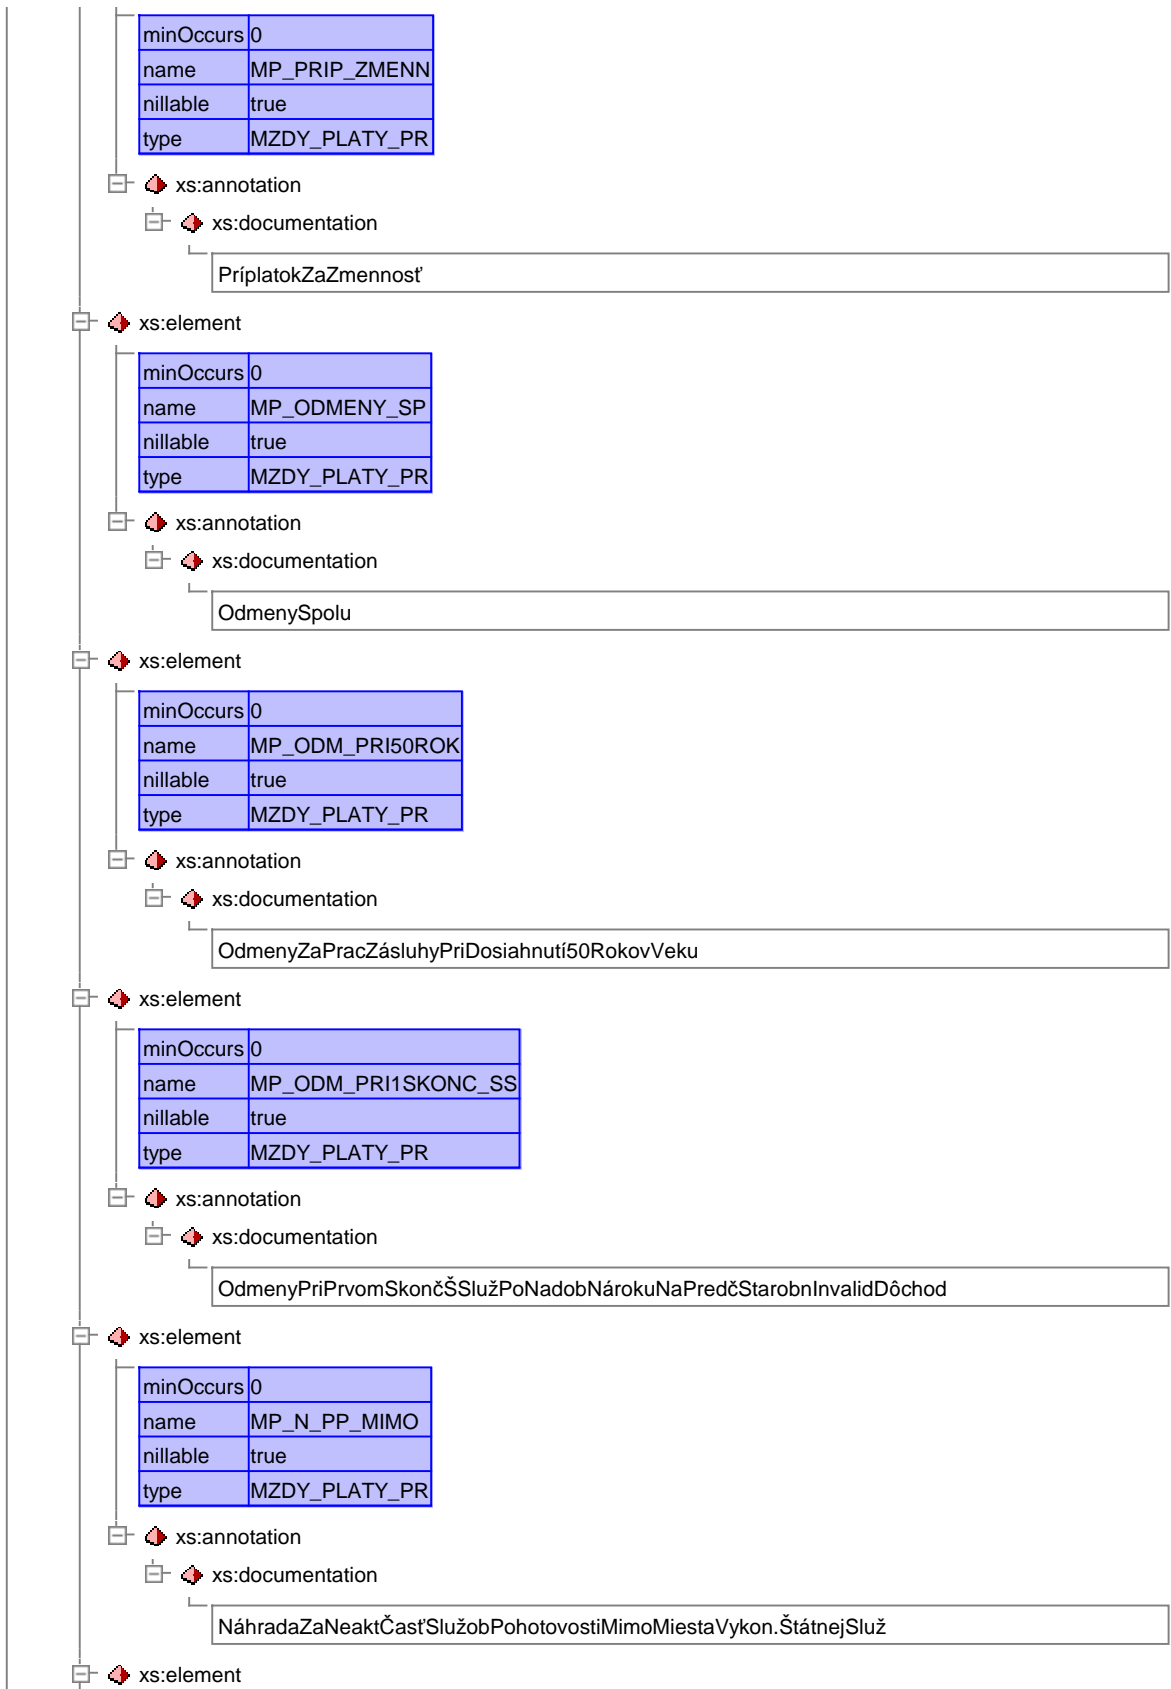 minOccurs 0
name MP_PRIP_ZMENN
nillable true
type MZDY_PLATY_PR
xs:annotation
xs:documentation
PríplatokZaZmennosť
xs:element
minOccurs 0
name MP_ODMENY_SP
nillable true
type MZDY_PLATY_PR
xs:annotation
xs:documentation
OdmenySpolu
xs:element
minOccurs 0
name MP_ODM_PRI50ROK
nillable true
type MZDY_PLATY_PR
xs:annotation
xs:documentation
OdmenyZaPracZásluhyPriDosiahnutí50RokovVeku
xs:element
minOccurs 0
name MP_ODM_PRI1SKONC_SS
nillable true
type MZDY_PLATY_PR
xs:annotation
xs:documentation
OdmenyPriPrvomSkončŠSlužPoNadobNárokuNaPredčStarobnInvalidDôchod
xs:element
minOccurs 0
name MP_N_PP_MIMO
nillable true
type MZDY_PLATY_PR
xs:annotation
xs:documentation
NáhradaZaNeaktČasťSlužobPohotovostiMimoMiestaVykon.ŠtátnejSluž
xs:element